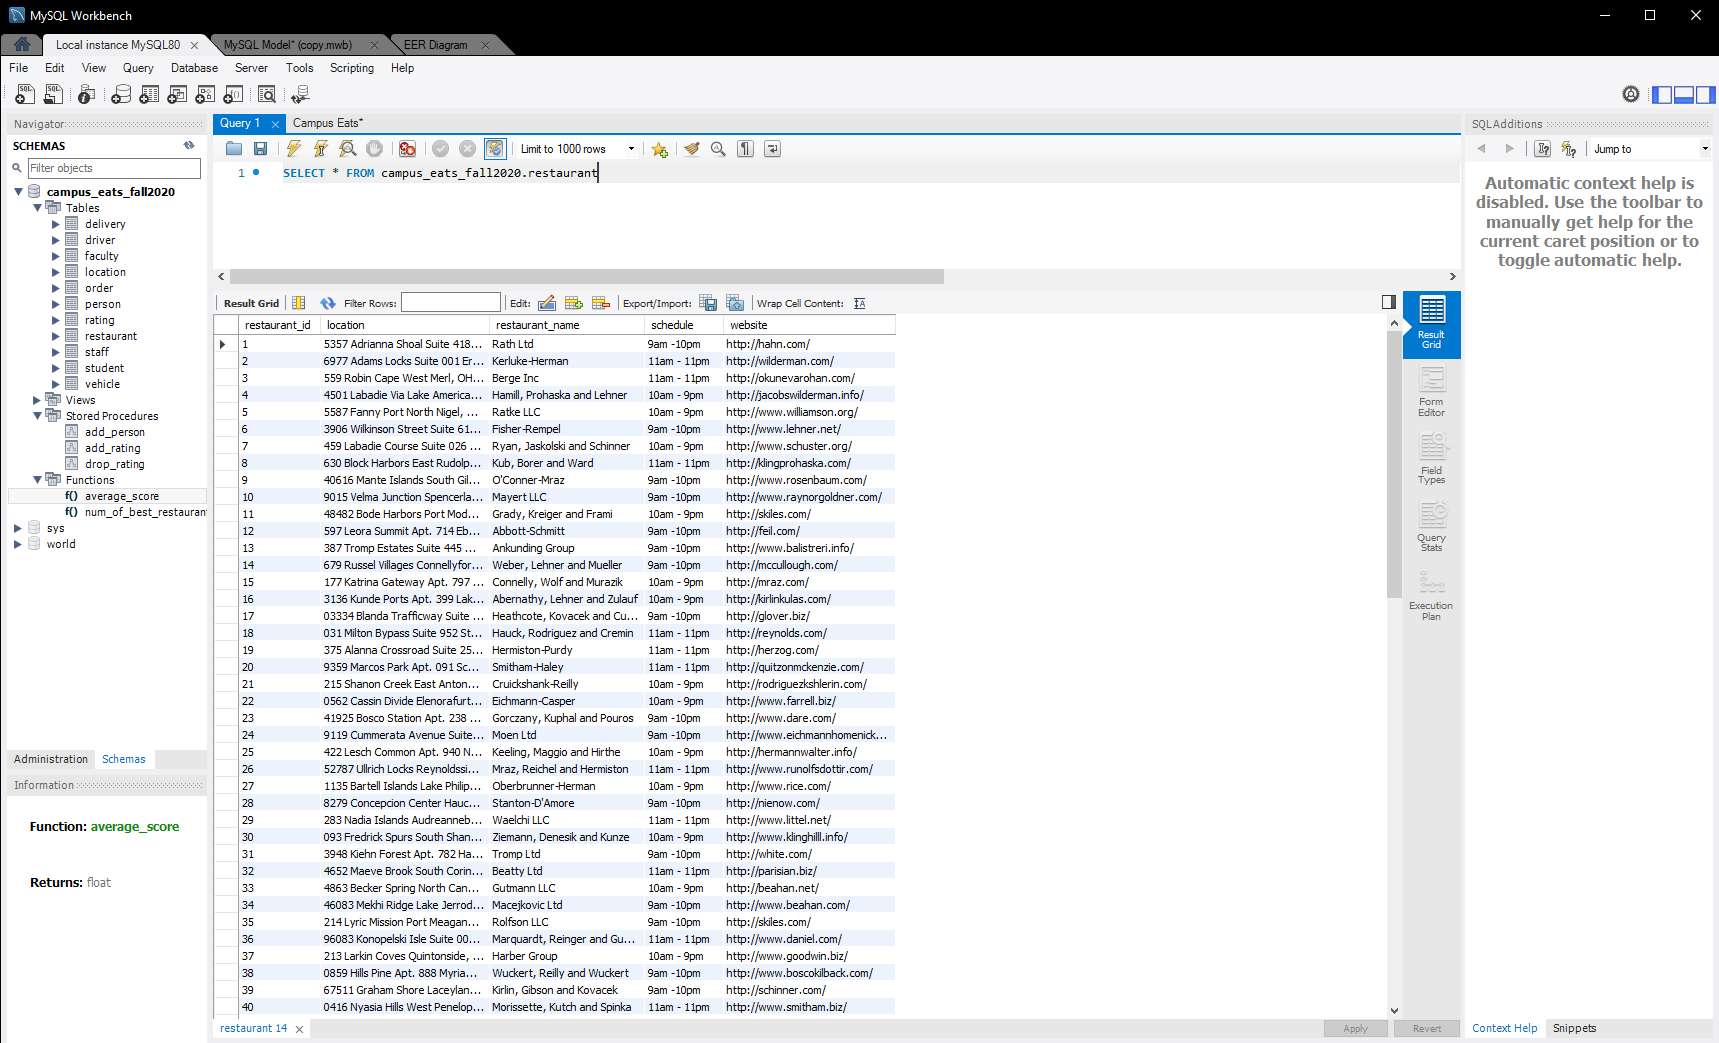 MySQL Workbench
Local instance MySQL80
MySQL Model* (copy.mwb)
EER Diagram
File Edit View Query Database Server Tools Scripting Help
Navigator
SCHEMAS
Filter objects
campus_eats_fall2020
Tables
delivery
driver
faculty
location
order
person
rating
restaurant
staff
student
vehicle
Views
Stored Procedures
add_person
add_rating
drop_rating
Functions
f() average_score
f() num_of_best_restauran
sys
world
Administration Schemas
Information
Function: average_score
Returns: float
Query 1
Campus Eats*
Limit to 1000 rows
1 SELECT * FROM campus_eats_fall2020.restaurant
Result Grid Filter Rows: Edit: Export/Import: Wrap Cell Content:
restaurant_id location restaurant_name schedule website
1 5357 Adrianna Shoal Suite 418... Rath Ltd 9am -10pm http://hahn.com/
2 6977 Adams Locks Suite 001 Er... Kerluke-Herman 11am - 11pm http://wilderman.com/
3 559 Robin Cape West Merl, OH... Berge Inc 11am - 11pm http://okunevarohan.com/
4 4501 Labadie Via Lake America... Hamill, Prohaska and Lehner 10am - 9pm http://jacobswilderman.info/
5 5587 Fanny Port North Nigel, ... Ratke LLC 10am - 9pm http://www.williamson.org/
6 3906 Wilkinson Street Suite 61... Fisher-Rempel 9am -10pm http://www.lehner.net/
7 459 Labadie Course Suite 026 ... Ryan, Jaskolski and Schinner 10am - 9pm http://www.schuster.org/
8 630 Block Harbors East Rudolp... Kub, Borer and Ward 11am - 11pm http://klingprohaska.com/
9 40616 Mante Islands South Gil... O'Conner-Mraz 9am -10pm http://www.rosenbaum.com/
10 9015 Velma Junction Spencerla... Mayert LLC 9am -10pm http://www.raynorgoldner.com/
11 48482 Bode Harbors Port Mod... Grady, Kreiger and Frami 10am - 9pm http://skiles.com/
12 597 Leora Summit Apt. 714 Eb... Abbott-Schmitt 9am -10pm http://feil.com/
13 387 Tromp Estates Suite 445 ... Ankunding Group 9am -10pm http://www.balistreri.info/
14 679 Russel Villages Connellyfor... Weber, Lehner and Mueller 9am -10pm http://mccullough.com/
15 177 Katrina Gateway Apt. 797 ... Connelly, Wolf and Murazik 10am - 9pm http://mraz.com/
16 3136 Kunde Ports Apt. 399 Lak... Abernathy, Lehner and Zulauf 10am - 9pm http://kirlinkulas.com/
17 03334 Blanda Trafficway Suite ... Heathcote, Kovacek and Cu... 9am -10pm http://glover.biz/
18 031 Milton Bypass Suite 952 St... Hauck, Rodriguez and Cremin 11am - 11pm http://reynolds.com/
19 375 Alanna Crossroad Suite 25... Hermiston-Purdy 11am - 11pm http://herzog.com/
20 9359 Marcos Park Apt. 091 Sc... Smitham-Haley 11am - 11pm http://quitzonmckenzie.com/
21 215 Shanon Creek East Anton... Cruickshank-Reilly 10am - 9pm http://rodriguezkshlerin.com/
22 0562 Cassin Divide Elenorafurt... Eichmann-Casper 10am - 9pm http://www.farrell.biz/
23 41925 Bosco Station Apt. 238 ... Gorczany, Kuphal and Pouros 9am -10pm http://www.dare.com/
24 9119 Cummerata Avenue Suite... Moen Ltd 9am -10pm http://www.eichmannhomenick...
25 422 Lesch Common Apt. 940 N... Keeling, Maggio and Hirthe 10am - 9pm http://hermannwalter.info/
26 52787 Ullrich Locks Reynoldssi... Mraz, Reichel and Hermiston 11am - 11pm http://www.runolfsdottir.com/
27 1135 Bartell Islands Lake Philip... Oberbrunner-Herman 10am - 9pm http://www.rice.com/
28 8279 Concepcion Center Hauc... Stanton-D'Amore 9am -10pm http://nienow.com/
29 283 Nadia Islands Audreanneb... Waelchi LLC 11am - 11pm http://www.littel.net/
30 093 Fredrick Spurs South Shan... Ziemann, Denesik and Kunze 10am - 9pm http://www.klinghilll.info/
31 3948 Kiehn Forest Apt. 782 Ha... Tromp Ltd 9am -10pm http://white.com/
32 4652 Maeve Brook South Corin... Beatty Ltd 11am - 11pm http://parisian.biz/
33 4863 Becker Spring North Can... Gutmann LLC 10am - 9pm http://beahan.net/
34 46083 Mekhi Ridge Lake Jerrod... Macejkovic Ltd 9am -10pm http://www.beahan.com/
35 214 Lyric Mission Port Meagan... Rolfson LLC 9am -10pm http://skiles.com/
36 96083 Konopelski Isle Suite 00... Marquardt, Reinger and Gu... 11am - 11pm http://www.daniel.com/
37 213 Larkin Coves Quintonside, ... Harber Group 10am - 9pm http://www.goodwin.biz/
38 0859 Hills Pine Apt. 888 Myria... Wuckert, Reilly and Wuckert 9am -10pm http://www.boscokilback.com/
39 67511 Graham Shore Laceylan... Kirlin, Gibson and Kovacek 9am -10pm http://schinner.com/
40 0416 Nyasia Hills West Penelop... Morissette, Kutch and Spinka 11am - 11pm http://www.smitham.biz/
restaurant 14
Apply Revert
Result
Grid
Form
Editor
Field
Types
Query
Stats
Execution
Plan
SQLAdditions
Jump to
Automatic context help is
disabled. Use the toolbar to
manually get help for the
current caret position or to
toggle automatic help.
Context Help Snippets